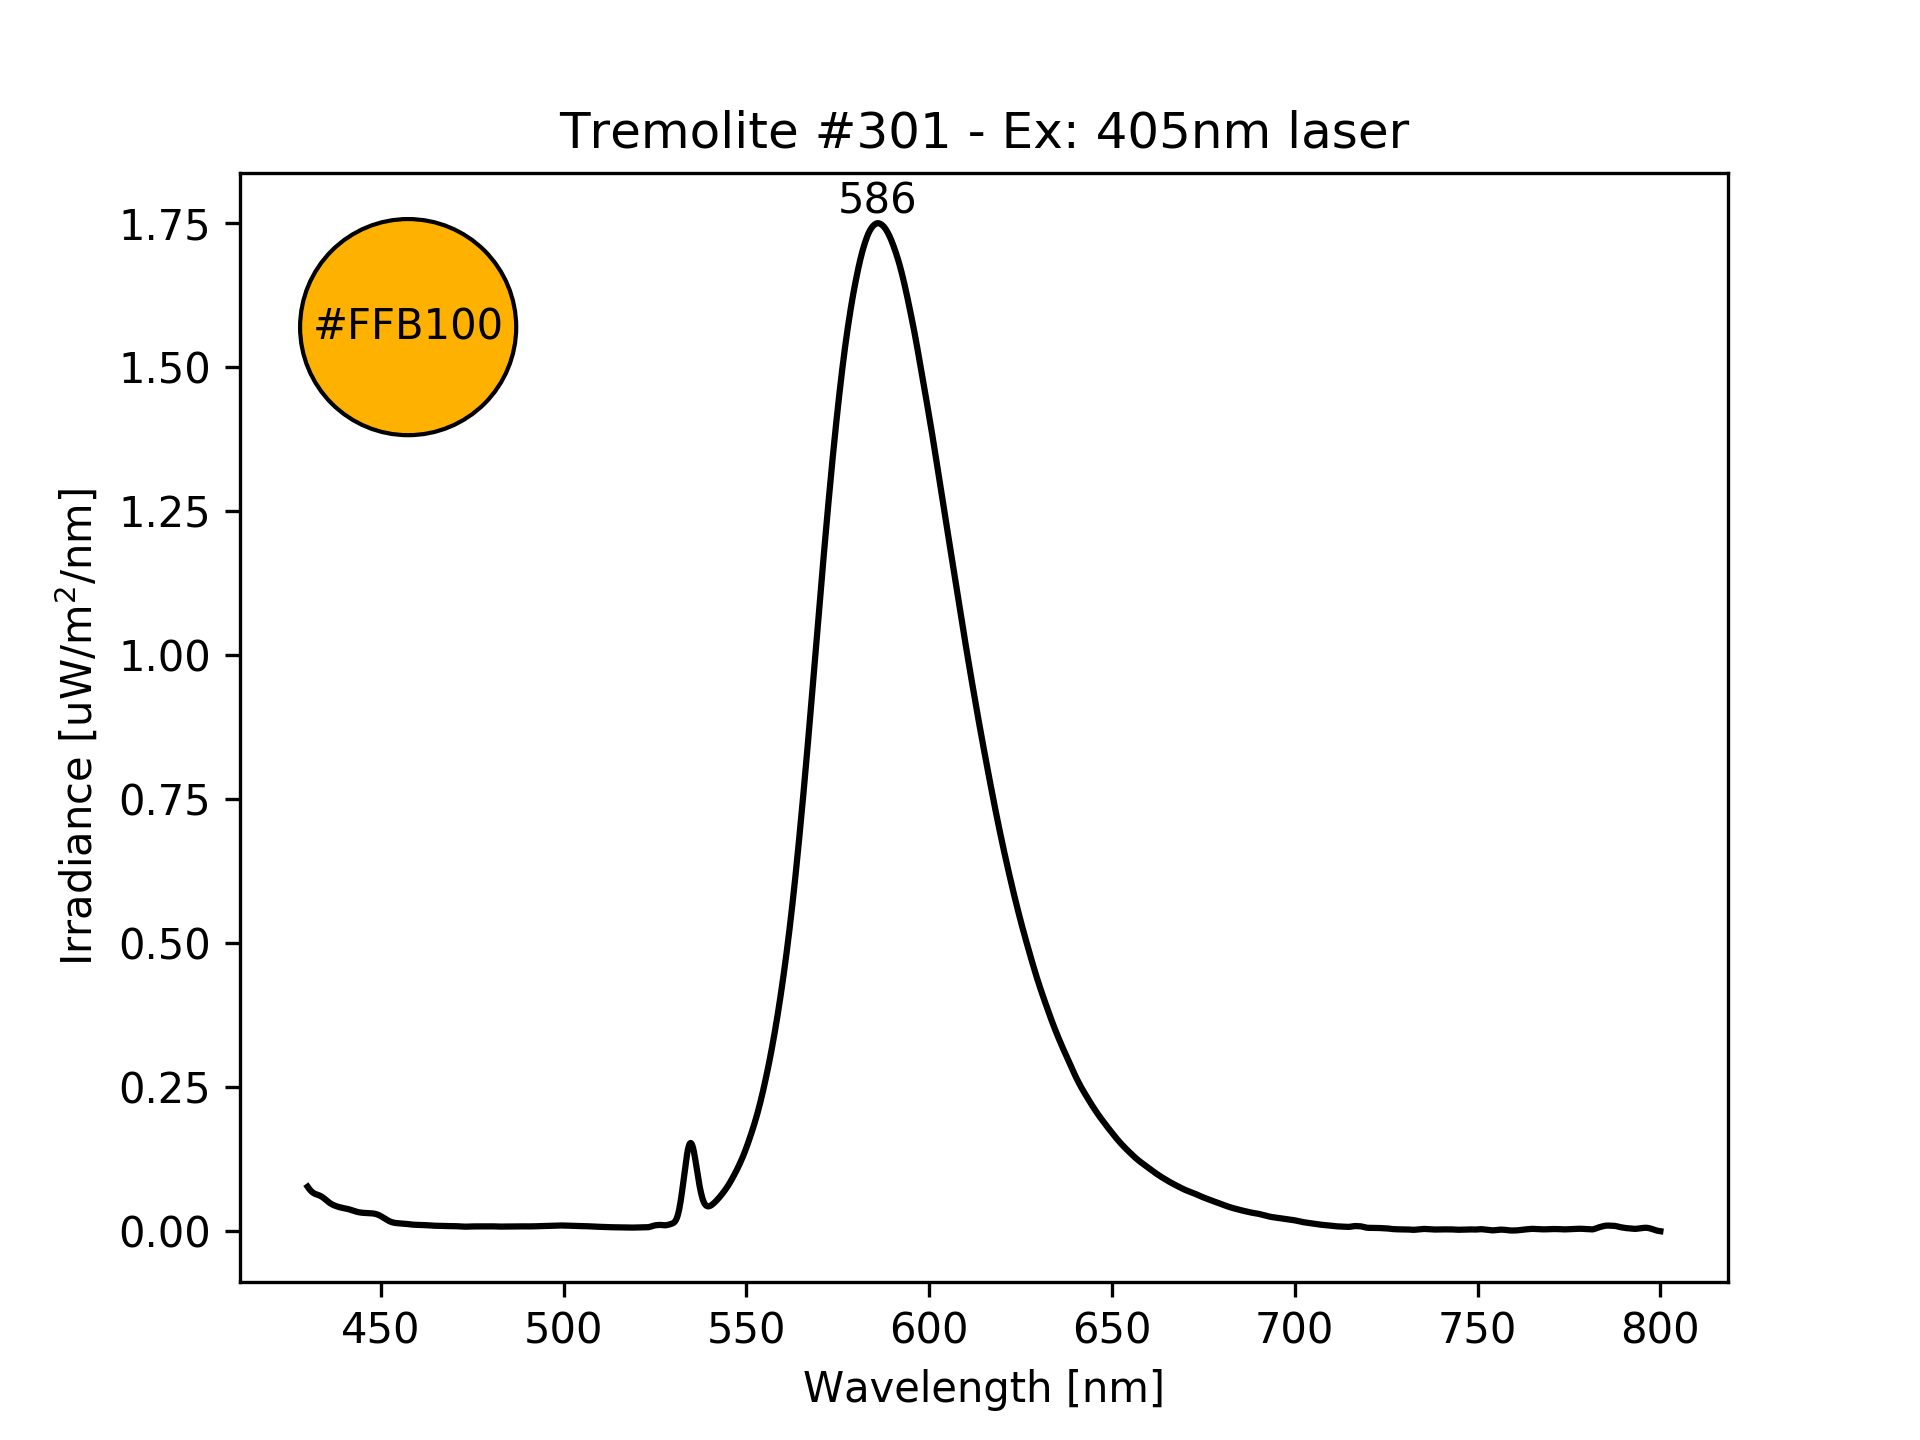 Tremolite #301 - Ex: 405nm laser
586
#FFB100
Irradiance [uW/m²/nm]
1.75
1.50
1.25
1.00
0.75
0.50
0.25
0.00
450 500 550 600 650 700 750 800
Wavelength [nm]